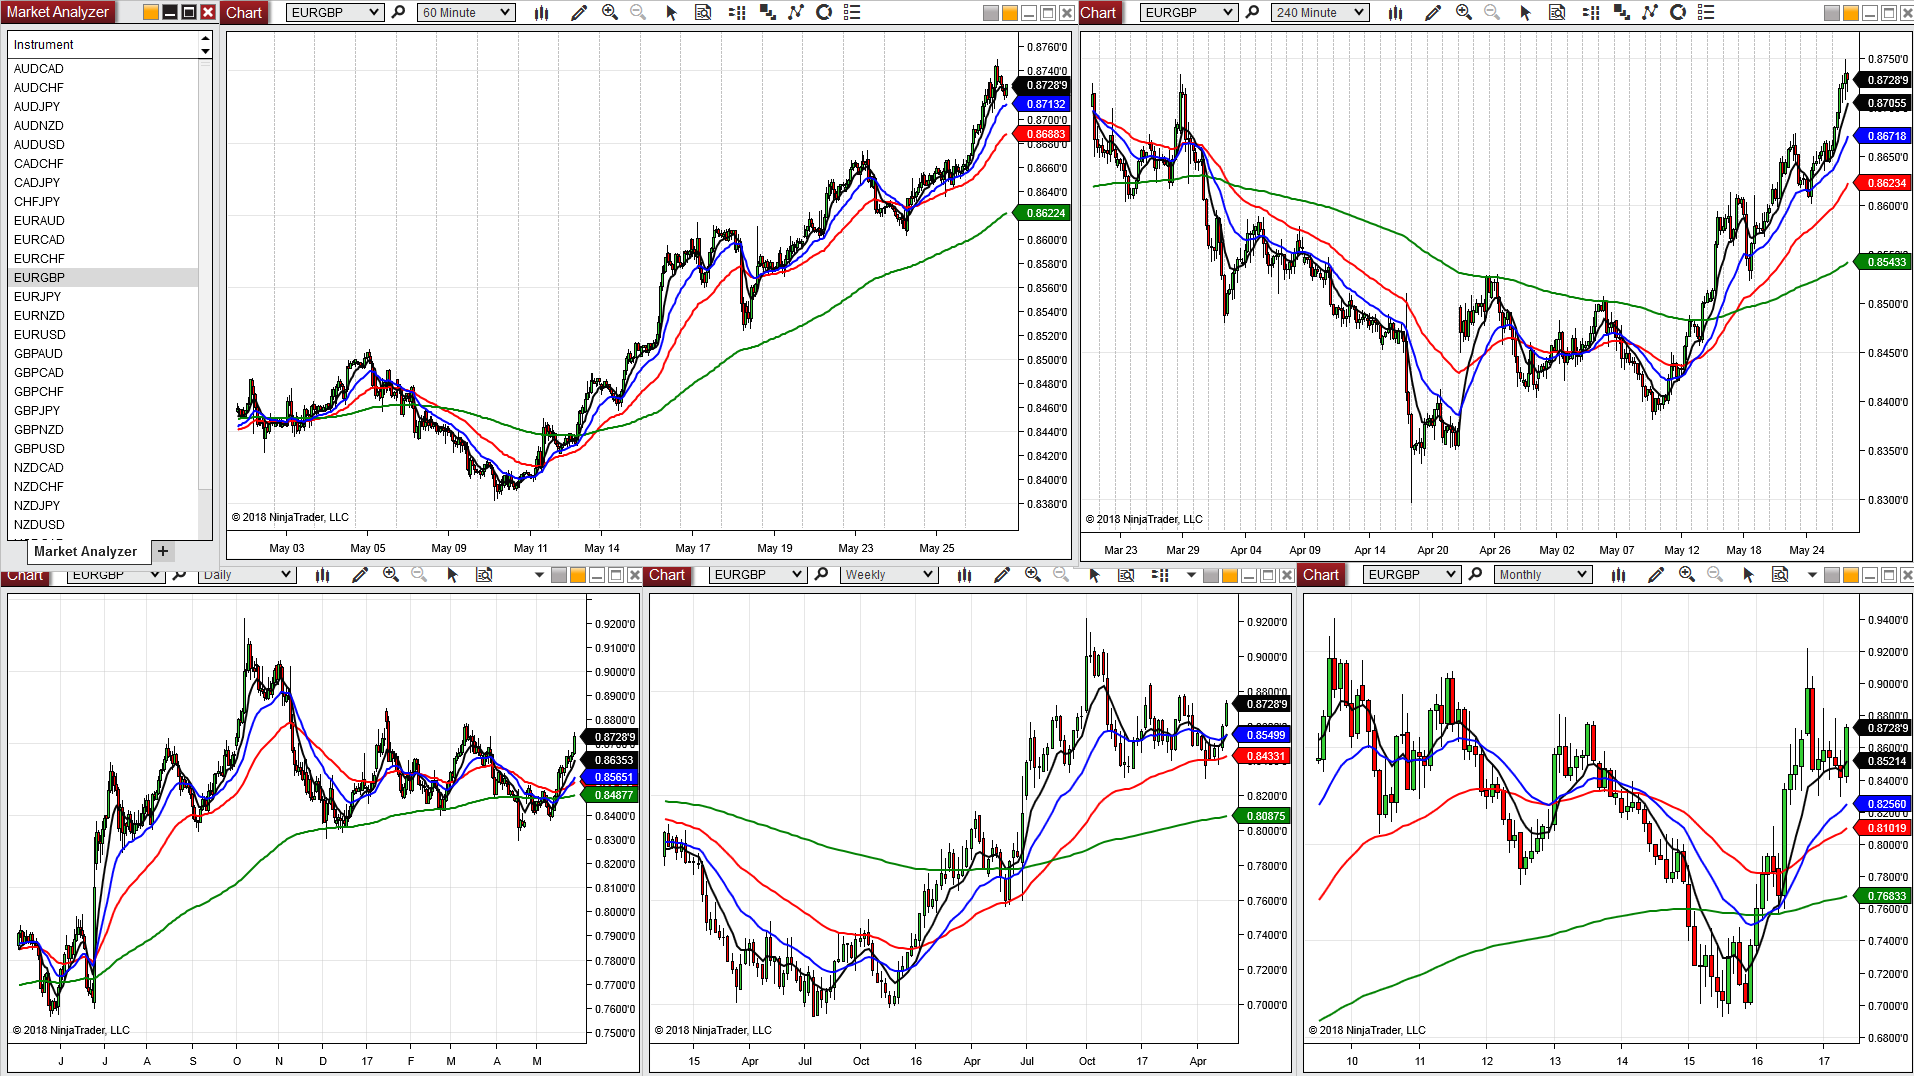 Market Analyzer
Instrument
AUDCAD
AUDCHF
AUDJPY
AUDNZD
AUDUSD
CADCHF
CADJPY
CHFJPY
EURAUD
EURCAD
EURCHF
EURGBP
EURJPY
EURNZD
EURUSD
GBPAUD
GBPCAD
GBPCHF
GBPJPY
GBPNZD
GBPUSD
NZDCAD
NZDCHF
NZDJPY
NZDUSD
Market Analyzer +
Chart EURGBP 60 Minute
0.8760'0
0.8740'0
0.8728'9
0.87132
0.8700'0
0.86883
0.8680'0
0.8660'0
0.8640'0
0.86224
0.8600'0
0.8580'0
0.8560'0
0.8540'0
0.8520'0
0.8500'0
0.8480'0
0.8460'0
0.8440'0
0.8420'0
0.8400'0
0.8380'0
© 2018 NinjaTrader, LLC
May 03 May 05 May 09 May 11 May 14 May 17 May 19 May 23 May 25
Chart EURGBP 240 Minute
0.8750'0
0.8728'9
0.87055
0.86718
0.8650'0
0.86234
0.8600'0
0.85433
0.8500'0
0.8450'0
0.8400'0
0.8350'0
0.8300'0
© 2018 NinjaTrader, LLC
Mar 23 Mar 29 Apr 04 Apr 09 Apr 14 Apr 20 Apr 26 May 02 May 07 May 12 May 18 May 24
Chart EURGBP Daily
0.9200'0
0.9100'0
0.9000'0
0.8900'0
0.8800'0
0.8728'9
0.86353
0.85651
0.84877
0.8400'0
0.8300'0
0.8200'0
0.8100'0
0.8000'0
0.7900'0
0.7800'0
0.7700'0
0.7600'0
0.7500'0
© 2018 NinjaTrader, LLC
J J A S O N D 17 F M A M
Chart EURGBP Weekly
0.9200'0
0.9000'0
0.8800'0
0.8728'9
0.85499
0.84331
0.8200'0
0.80875
0.8000'0
0.7800'0
0.7600'0
0.7400'0
0.7200'0
0.7000'0
© 2018 NinjaTrader, LLC
15 Apr Jul Oct 16 Apr Jul Oct 17 Apr
Chart EURGBP Monthly
0.9400'0
0.9200'0
0.9000'0
0.8800'0
0.8728'9
0.8600'0
0.85214
0.8400'0
0.82560
0.81019
0.8000'0
0.7800'0
0.76833
0.7600'0
0.7400'0
0.7200'0
0.7000'0
0.6800'0
© 2018 NinjaTrader, LLC
10 11 12 13 14 15 16 17